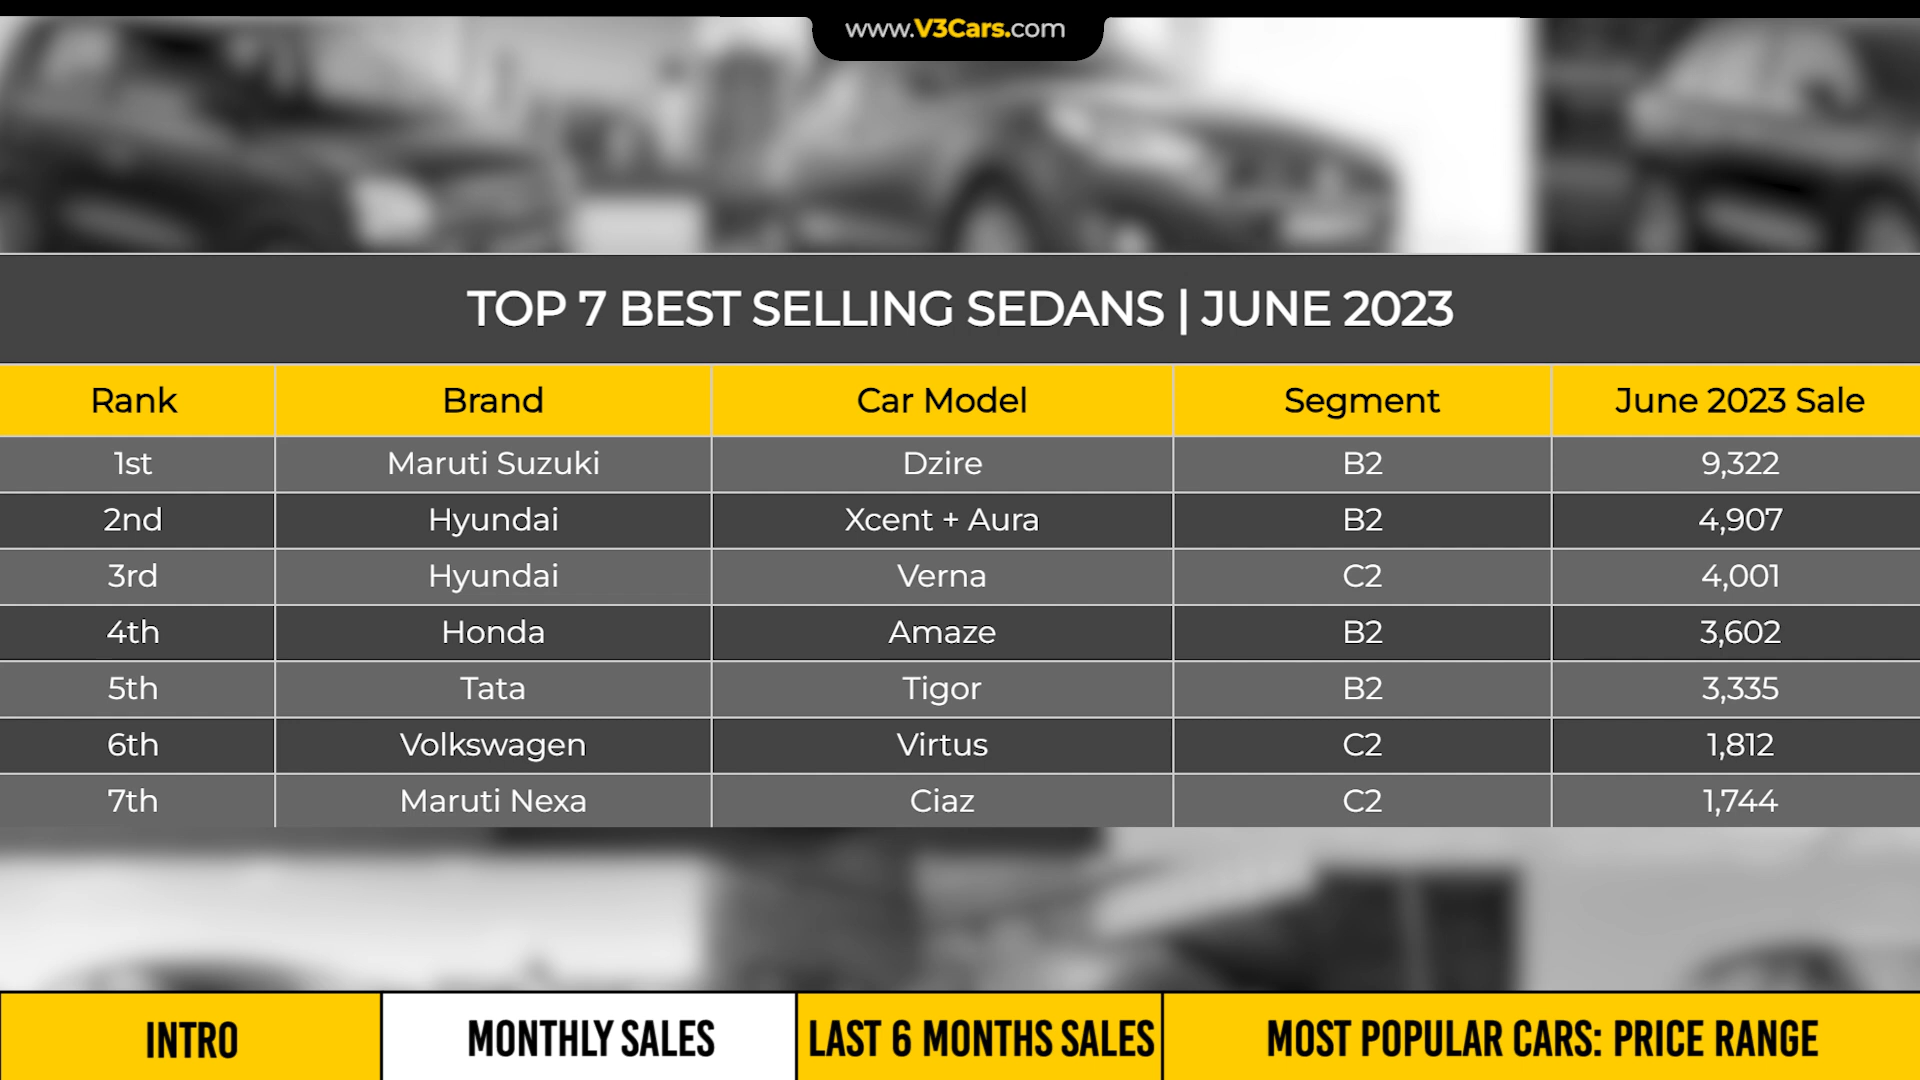 www.V3Cars.com
TOP 7 BEST SELLING SEDANS | JUNE 2023
Rank Brand Car Model Segment June 2023 Sale
1st Maruti Suzuki Dzire B2 9,322
2nd Hyundai Xcent + Aura B2 4,907
3rd Hyundai Verna C2 4,001
4th Honda Amaze B2 3,602
5th Tata Tigor B2 3,335
6th Volkswagen Virtus C2 1,812
7th Maruti Nexa Ciaz C2 1,744
INTRO MONTHLY SALES LAST 6 MONTHS SALES MOST POPULAR CARS: PRICE RANGE